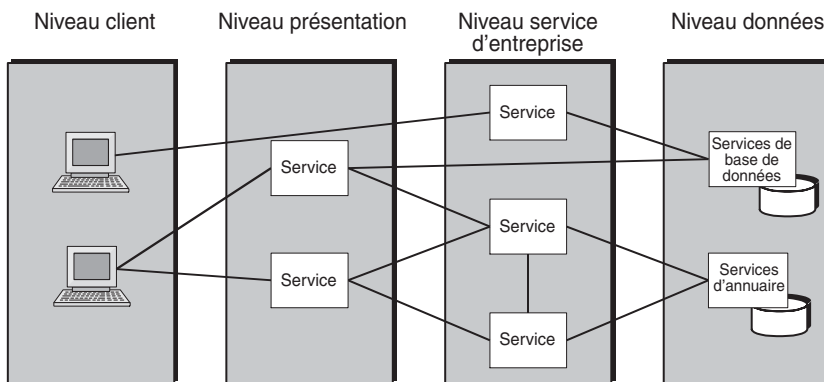 Niveau client
Niveau présentation
Niveau service
d'entreprise
Niveau données
Service
Service
Services de
base de
données
Service
Service
Services
d'annuaire
Service